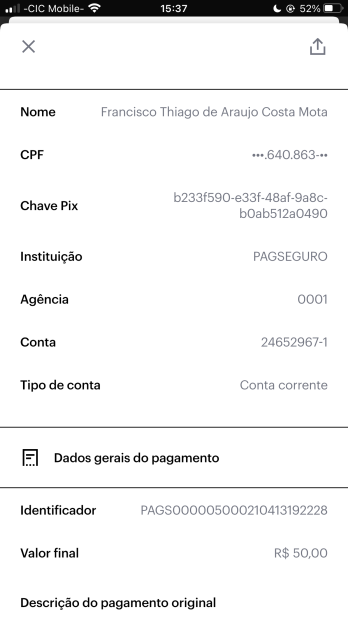 -CIC Mobile- 15:37 52%
Nome Francisco Thiago de Araujo Costa Mota
CPF •••.640.863-••
b233f590-e33f-48af-9a8c-
Chave Pix
b0ab512a0490
Instituição PAGSEGURO
Agência 0001
Conta 24652967-1
Tipo de conta Conta corrente
Dados gerais do pagamento
Identificador PAGS000005000210413192228
Valor final R$ 50,00
Descrição do pagamento original